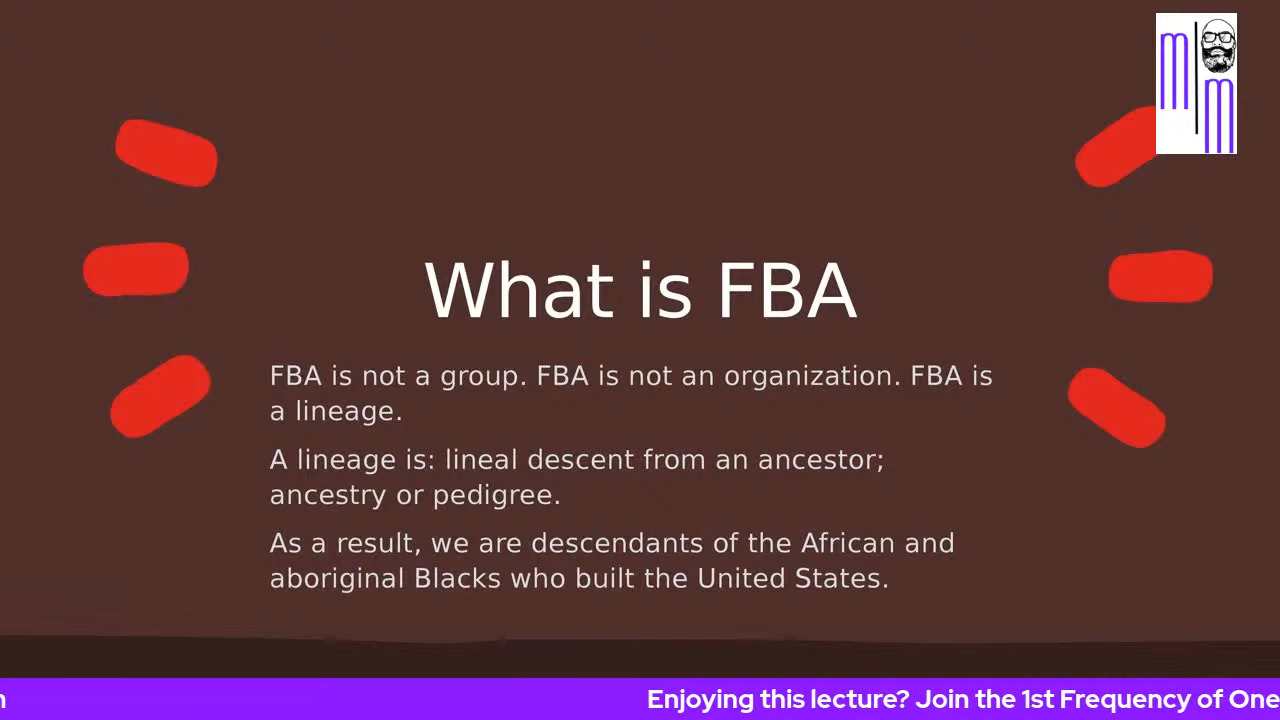 m
m
What is FBA
FBA is not a group. FBA is not an organization. FBA is
a lineage.
A lineage is: lineal descent from an ancestor;
ancestry or pedigree.
As a result, we are descendants of the African and
aboriginal Blacks who built the United States.
Enjoying this lecture? Join the 1st Frequency of One